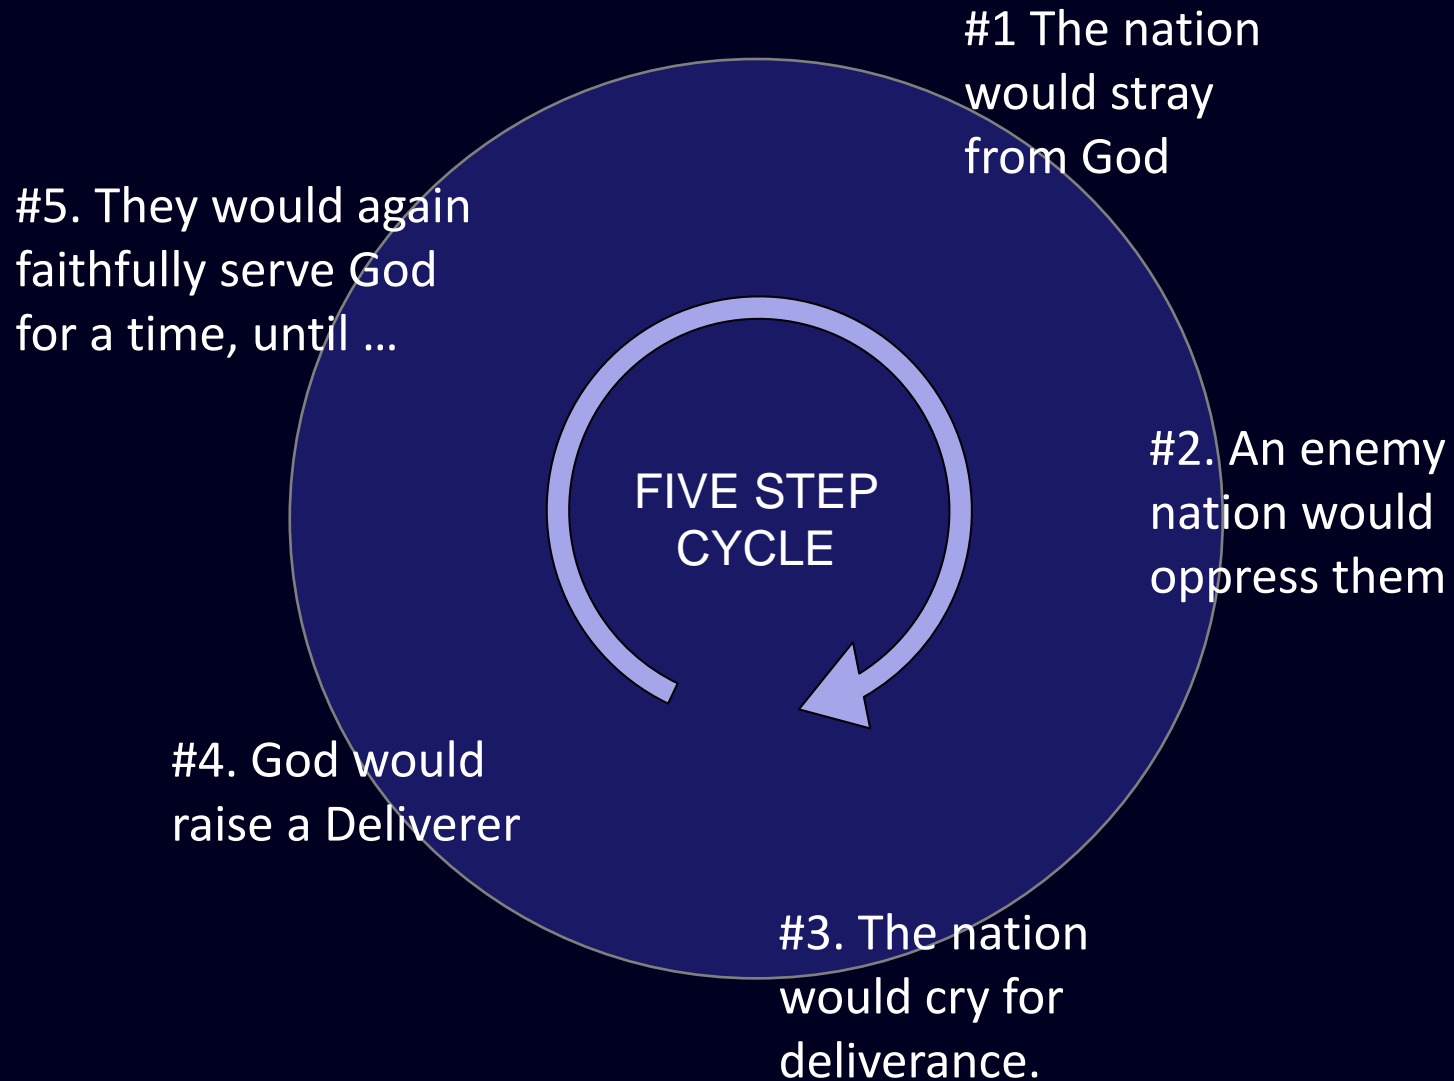 #1 The nation
would stray
from God
#2. An enemy
nation would
oppress them
#3. The nation
would cry for
deliverance.
#4. God would
raise a Deliverer
#5. They would again
faithfully serve God
for a time, until ...
FIVE STEP
CYCLE